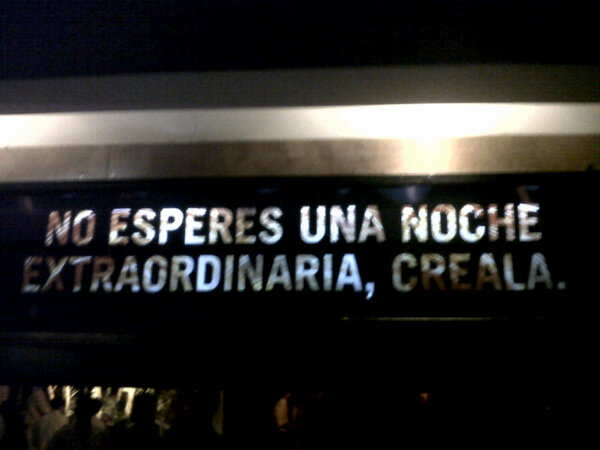 NO ESPERES UNA NOCHE
EXTRAORDINARIA, CREALA.